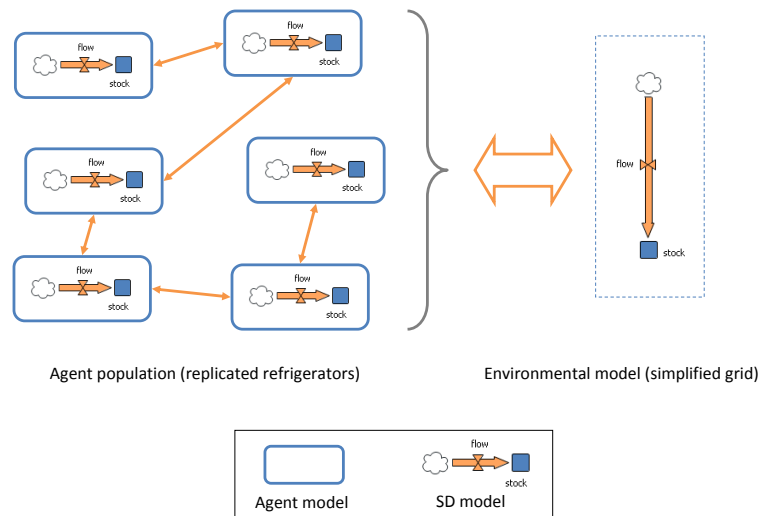 flow
stock
flow
stock
flow
stock
flow
stock
flow
stock
flow
stock
flow
stock
Agent population (replicated refrigerators)
Environmental model (simplified grid)
flow
stock
Agent model
SD model